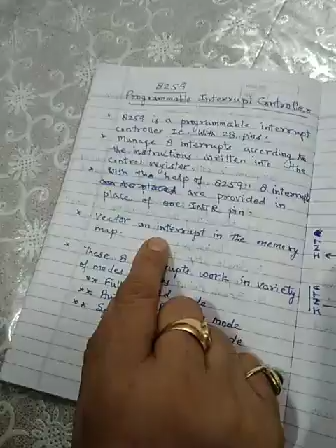 8259
Programmable Interrupt Controller
* 8259 is a programmable interrupt
controller Ic. "With 28 pins.
* Manage 8 interrupts according to
the instructions written into the
control register.
* With the "help of 8259" 8 interrupt
are provided in
place of one INTR pin.
* Vector an interrupt in the memory
map.
* These 8 interrupts work in variety
of modes
** Fully
mode
**
**